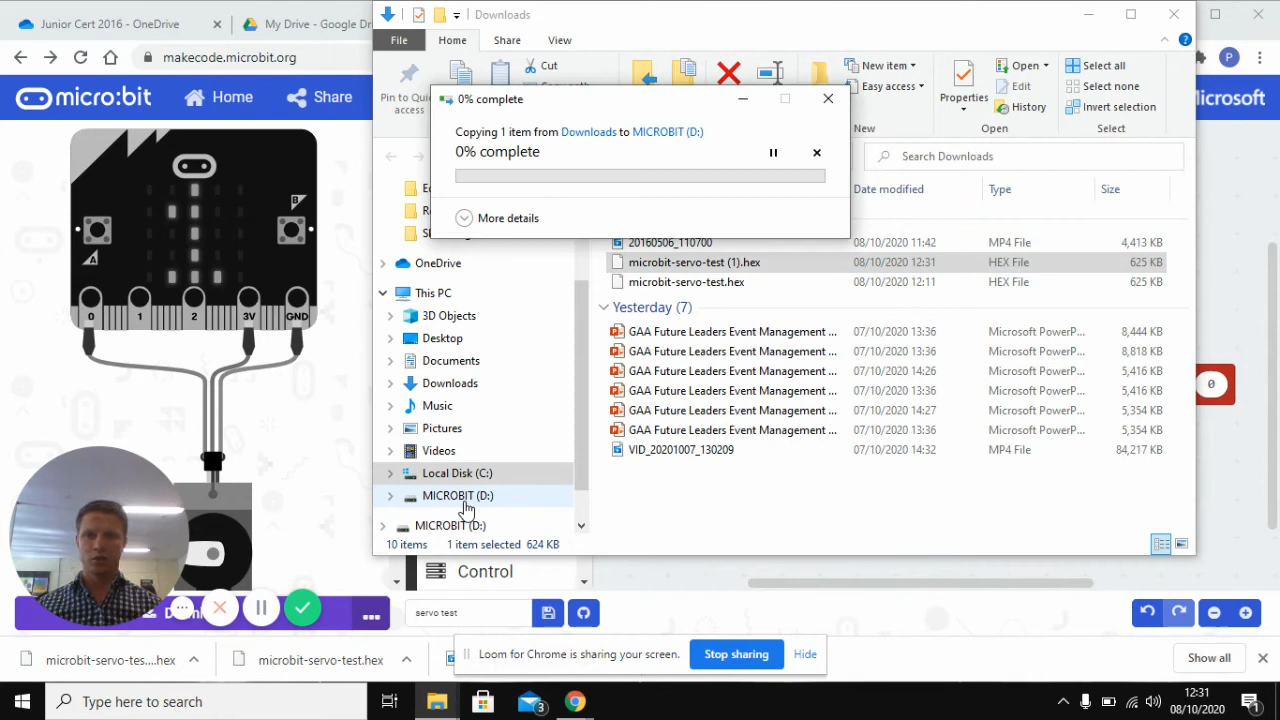 Junior Cert 2016 - OneDrive
My Drive - Google Dr
Downloads
makecode.microbit.org
P
File Home Share View
micro:bit
Home
Share
Microsoft
Pin to Quick
access
Cut
New item
Easy access
New
Properties
Open
Edit
History
Open
Select all
Select none
Invert selection
Select
0% complete
Copying 1 item from Downloads to MICROBIT (D:)
0% complete
More details
Search Downloads
Date modified Type Size
20160506_110700 08/10/2020 11:42 MP4 File 4,413 KB
microbit-servo-test (1).hex 08/10/2020 12:31 HEX File 625 KB
microbit-servo-test.hex 08/10/2020 12:11 HEX File 625 KB
Yesterday (7)
GAA Future Leaders Event Management ... 07/10/2020 13:36 Microsoft PowerP... 8,444 KB
GAA Future Leaders Event Management ... 07/10/2020 13:36 Microsoft PowerP... 8,818 KB
GAA Future Leaders Event Management ... 07/10/2020 14:26 Microsoft PowerP... 5,416 KB
GAA Future Leaders Event Management ... 07/10/2020 13:36 Microsoft PowerP... 5,416 KB
GAA Future Leaders Event Management ... 07/10/2020 14:27 Microsoft PowerP... 5,354 KB
GAA Future Leaders Event Management ... 07/10/2020 13:36 Microsoft PowerP... 5,354 KB
VID_20201007_130209 07/10/2020 14:32 MP4 File 84,217 KB
OneDrive
This PC
3D Objects
Desktop
Documents
Downloads
Music
Pictures
Videos
Local Disk (C:)
MICROBIT (D:)
MICROBIT (D:)
10 items 1 item selected 624 KB
A
B
0 1 2 3V GND
0
Control
servo test
microbit-servo-tes....hex
microbit-servo-test.hex
Loom for Chrome is sharing your screen.
Stop sharing
Hide
Show all
Type here to search
3
12:31
08/10/2020
1